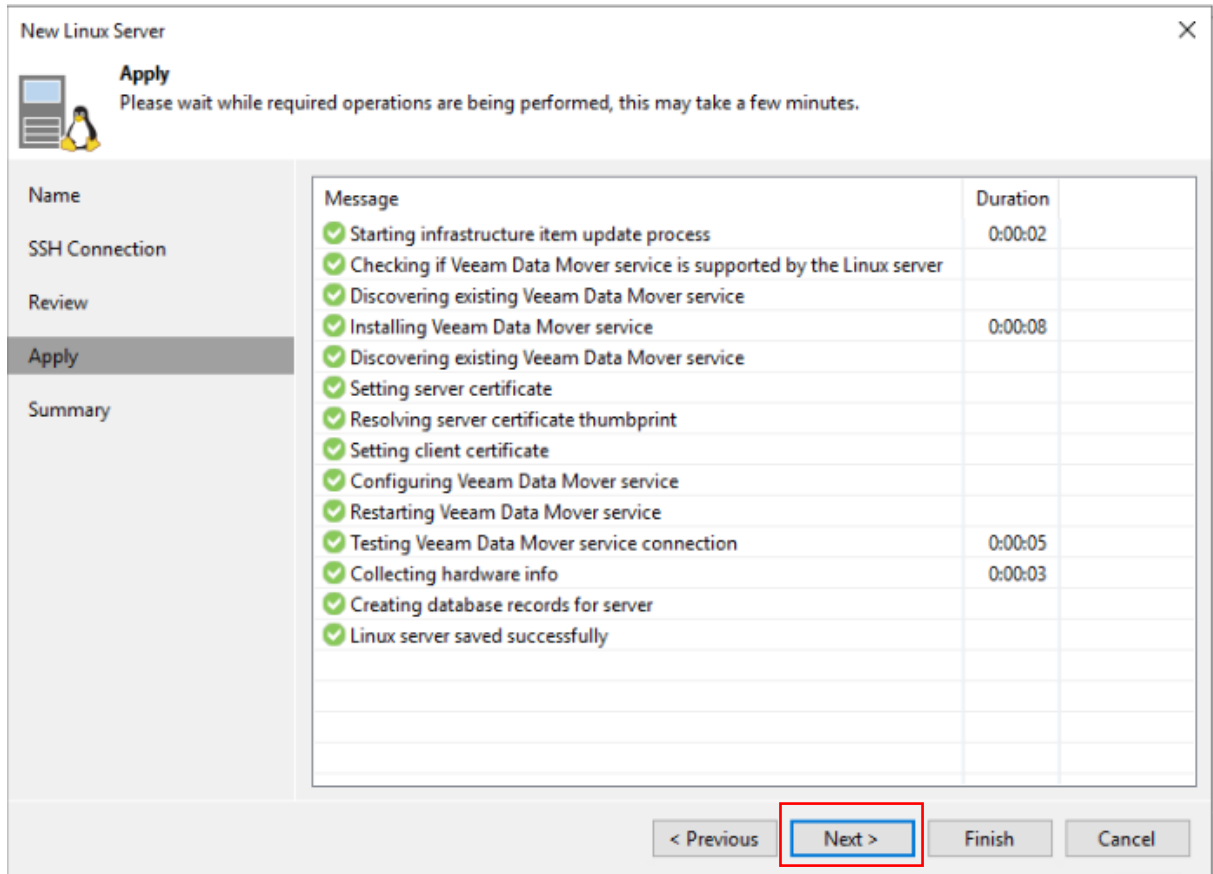 New Linux Server
Apply
Please wait while required operations are being performed, this may take a few minutes.
Name
SSH Connection
Review
Apply
Summary
Message Duration
Starting infrastructure item update process 0:00:02
Checking if Veeam Data Mover service is supported by the Linux server
Discovering existing Veeam Data Mover service
Installing Veeam Data Mover service 0:00:08
Discovering existing Veeam Data Mover service
Setting server certificate
Resolving server certificate thumbprint
Setting client certificate
Configuring Veeam Data Mover service
Restarting Veeam Data Mover service
Testing Veeam Data Mover service connection 0:00:05
Collecting hardware info 0:00:03
Creating database records for server
Linux server saved successfully
< Previous Next > Finish Cancel